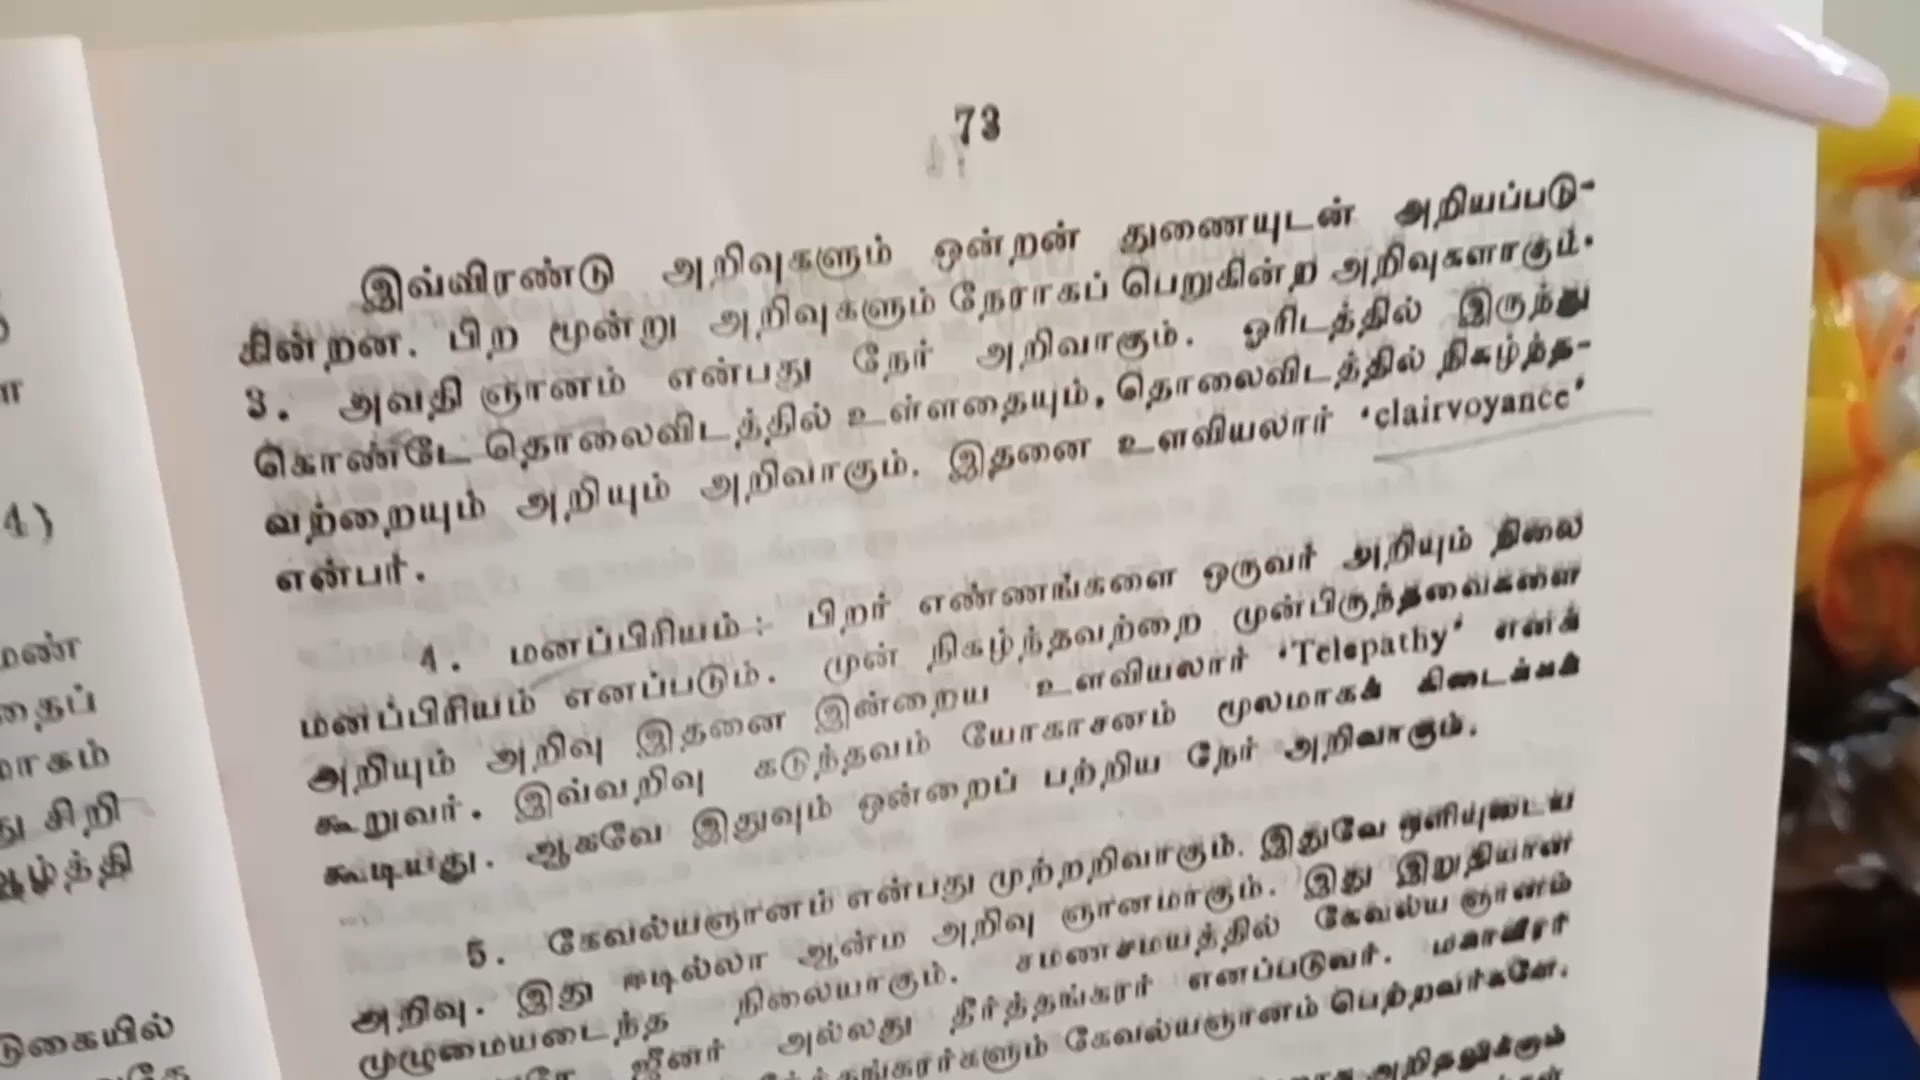 73
இவ்விரண்டு அறிவுகளும் ஒன்றன் துணையுடன் அறியப்படு-
கின்றன. பிற மூன்று அறிவுகளும் நேராகப் பெறுகின்ற அறிவுகளாகும்.
3. அவதி ஞானம் என்பது நேர் அறிவாகும். ஓரிடத்தில் இருந்து
கொண்டே தொலைவிடத்தில் உள்ளதையும், தொலைவிடத்தில் நிகழ்ந்த-
வற்றையும் அறியும் அறிவாகும். இதனை உளவியலார் 'clairvoyance'
என்பர்.
4. மனப்பிரியம்: பிறர் எண்ணங்களை ஒருவர் அறியும் நிலை
மனப்பிரியம் எனப்படும். முன் நிகழ்ந்தவற்றை முன்பிருந்தவைகளை
அறியும் அறிவு இதனை இன்றைய உளவியலார் 'Telepathy' எனக்
கூறுவர். இவ்வறிவு கடுந்தவம் யோகாசனம் மூலமாகக் கிடைக்கக்
கூடியது. ஆகவே இதுவும் ஒன்றைப் பற்றிய நேர் அறிவாகும்.
5. கேவல்யஞானம் என்பது முற்றறிவாகும். இதுவே ஒளியுடைய
அறிவு. இது ஈடில்லா ஆன்ம அறிவு ஞானமாகும். இது இறுதியான
முழுமையடைந்த நிலையாகும். சமணசமயத்தில் கேவல்ய ஞானம்
ஜீனர் அல்லது தீர்த்தங்கரர் எனப்படுவர். மகாவீரர்
கேவல்யஞானம் பெற்றவர்களே.
4)
சிறி